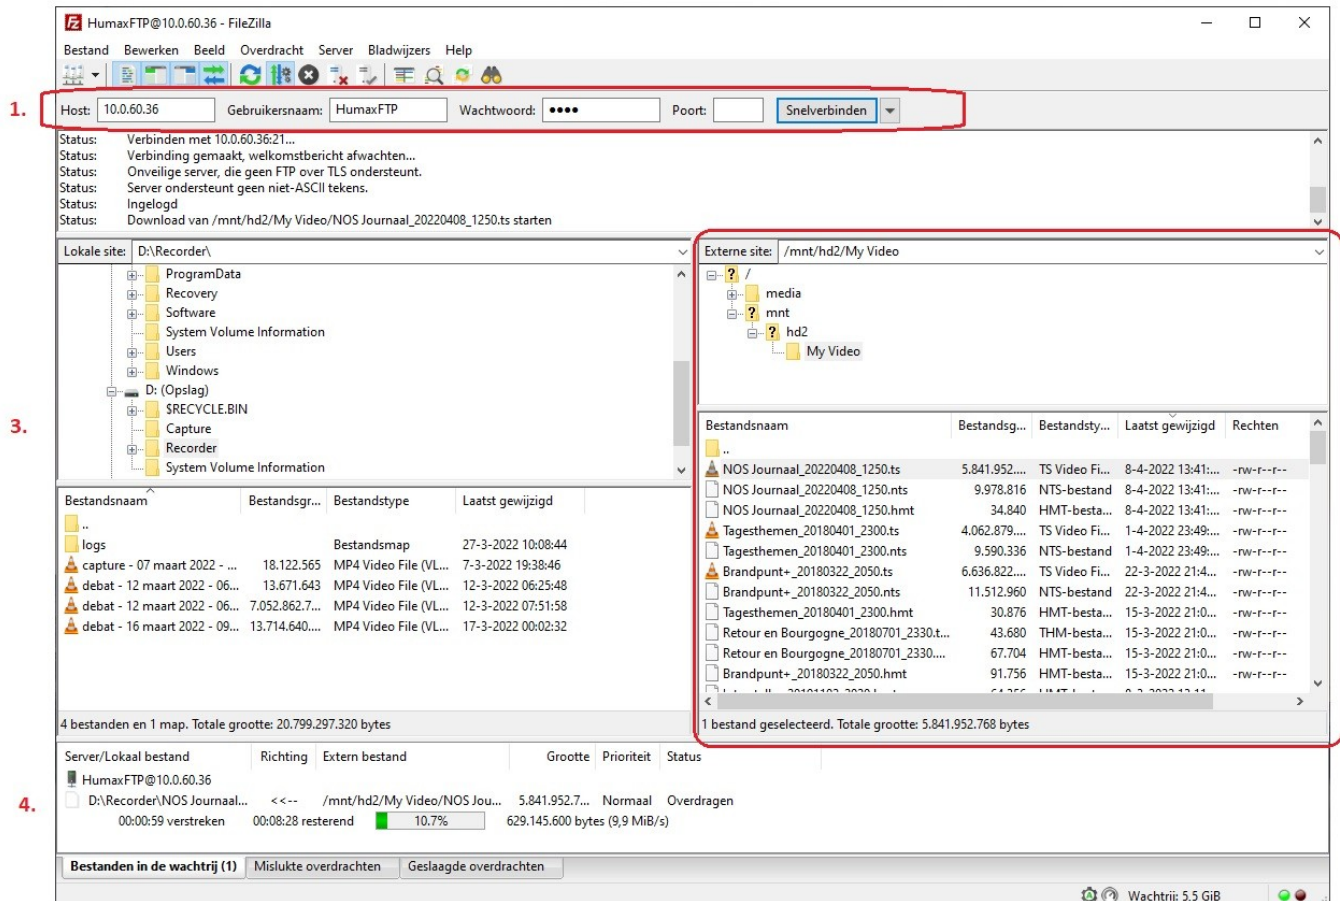 HumaxFTP@10.0.60.36 - FileZilla
Bestand Bewerken Beeld Overdracht Server Bladwijzers Help
1.
Host: 10.0.60.36 Gebruikersnaam: HumaxFTP Wachtwoord: •••• Poort: Snelverbinden
Status: Verbinden met 10.0.60.36:21...
Status: Verbinding gemaakt, welkomstbericht afwachten...
Status: Onveilige server, die geen FTP over TLS ondersteunt.
Status: Server ondersteunt geen niet-ASCII tekens.
Status: Ingelogd
Status: Download van /mnt/hd2/My Video/NOS Journaal_20220408_1250.ts starten
Lokale site: D:\Recorder\
ProgramData
Recovery
Software
System Volume Information
Users
Windows
D: (Opslag)
$RECYCLE.BIN
Capture
3.
Recorder
System Volume Information
Bestandsnaam Bestandsgr... Bestandstype Laatst gewijzigd
..
logs Bestandsmap 27-3-2022 10:08:44
capture - 07 maart 2022 - ... 18.122.565 MP4 Video File (VL... 7-3-2022 19:38:46
debat - 12 maart 2022 - 06... 13.671.643 MP4 Video File (VL... 12-3-2022 06:25:48
debat - 12 maart 2022 - 06... 7.052.862.7... MP4 Video File (VL... 12-3-2022 07:51:58
debat - 16 maart 2022 - 09... 13.714.640.... MP4 Video File (VL... 17-3-2022 00:02:32
4 bestanden en 1 map. Totale grootte: 20.799.297.320 bytes
Externe site: /mnt/hd2/My Video
? /
media
? mnt
? hd2
My Video
Bestandsnaam Bestandsg... Bestandsty... Laatst gewijzigd Rechten
..
NOS Journaal_20220408_1250.ts 5.841.952.... TS Video Fi... 8-4-2022 13:41:... -rw-r--r--
NOS Journaal_20220408_1250.nts 9.978.816 NTS-bestand 8-4-2022 13:41:... -rw-r--r--
NOS Journaal_20220408_1250.hmt 34.840 HMT-besta... 8-4-2022 13:41:... -rw-r--r--
Tagesthemen_20180401_2300.ts 4.062.879.... TS Video Fi... 1-4-2022 23:49:... -rw-r--r--
Tagesthemen_20180401_2300.nts 9.590.336 NTS-bestand 1-4-2022 23:49:... -rw-r--r--
Brandpunt+_20180322_2050.ts 6.636.822.... TS Video Fi... 22-3-2022 21:4... -rw-r--r--
Brandpunt+_20180322_2050.nts 11.512.960 NTS-bestand 22-3-2022 21:4... -rw-r--r--
Tagesthemen_20180401_2300.hmt 30.876 HMT-besta... 15-3-2022 21:0... -rw-r--r--
Retour en Bourgogne_20180701_2330.t... 43.680 THM-besta... 15-3-2022 21:0... -rw-r--r--
Retour en Bourgogne_20180701_2330.... 67.704 HMT-besta... 15-3-2022 21:0... -rw-r--r--
Brandpunt+_20180322_2050.hmt 91.756 HMT-besta... 15-3-2022 21:0... -rw-r--r--
1 bestand geselecteerd. Totale grootte: 5.841.952.768 bytes
Server/Lokaal bestand Richting Extern bestand Grootte Prioriteit Status
HumaxFTP@10.0.60.36
4.
D:\Recorder\NOS Journaal... <<-- /mnt/hd2/My Video/NOS Jou... 5.841.952.7... Normaal Overdragen
00:00:59 verstreken 00:08:28 resterend 10.7% 629.145.600 bytes (9,9 MiB/s)
Bestanden in de wachtrij (1) Mislukte overdrachten Geslaagde overdrachten
Wachtrij: 5,5 GiB